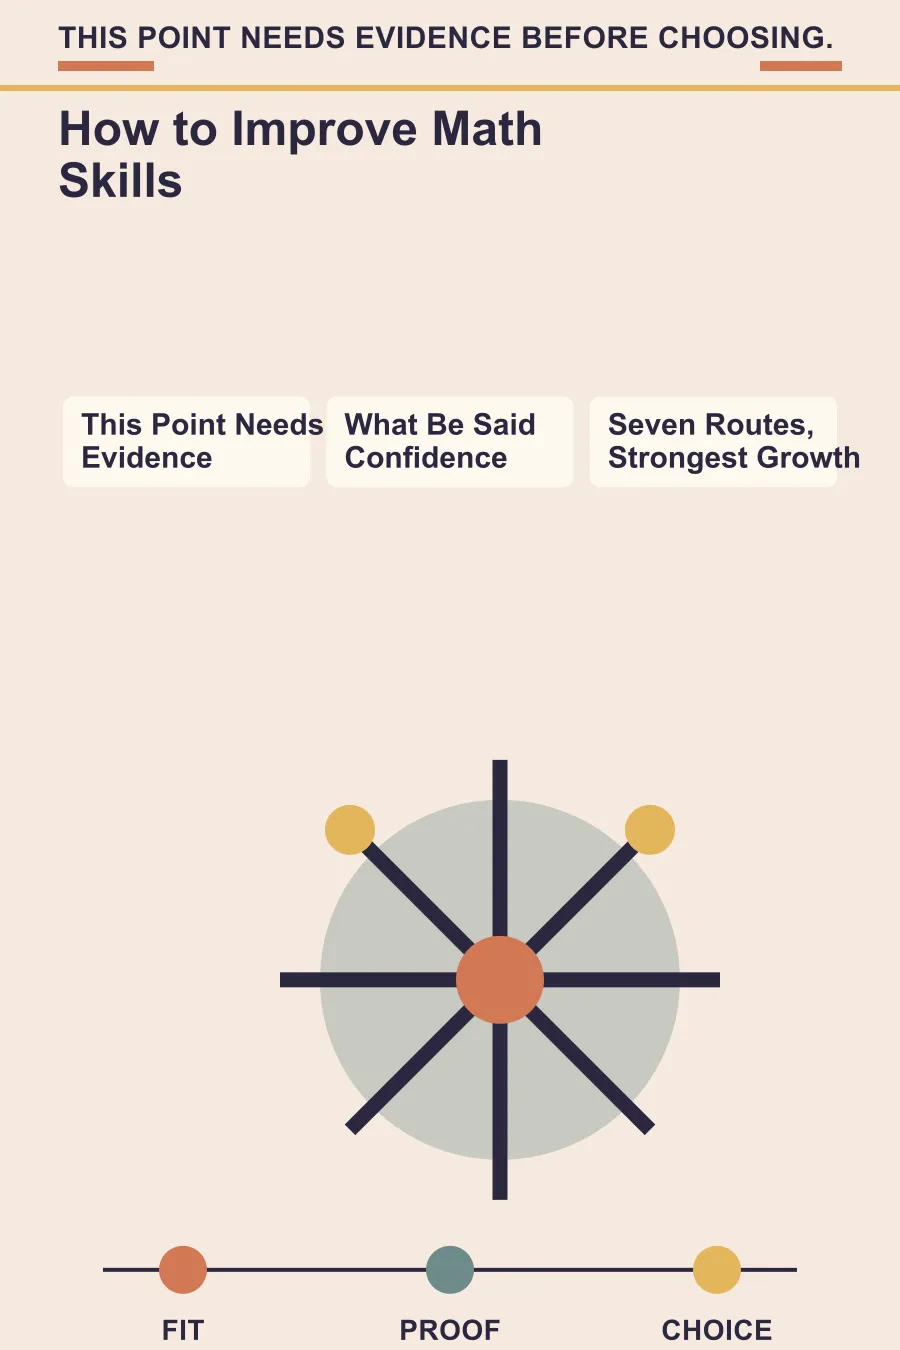 THIS POINT NEEDS EVIDENCE BEFORE CHOOSING.
How to Improve Math
Skills
This Point Needs
Evidence
What Be Said
Confidence
Seven Routes,
Strongest Growth
FIT
PROOF
CHOICE